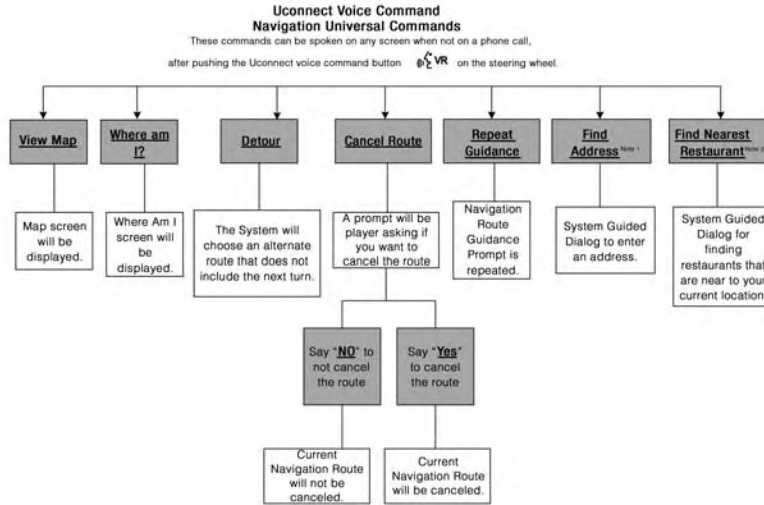 Uconnect Voice Command
Navigation Universal Commands
These commands can be spoken on any screen when not on a phone call,
after pushing the Uconnect voice command button VR on the steering wheel.
View Map
Where am
I?
Detour
Cancel Route
Repeat
Guidance
Find
Address Note 1
Find Nearest
Restaurant Note
Map screen
will be
displayed.
Where Am I
screen will
be
displayed.
The System will
choose an alternate
route that does not
include the next turn.
A prompt will be
player asking if
you want to
cancel the route
Navigation
Route
Guidance
Prompt is
repeated.
System Guided
Dialog to enter
an address.
System Guided
Dialog for
finding
restaurants that
are near to your
current location
Say "NO" to
not cancel
the route
Say "Yes"
to cancel
the route
Current
Navigation Route
will not be
canceled.
Current
Navigation Route
will be canceled.